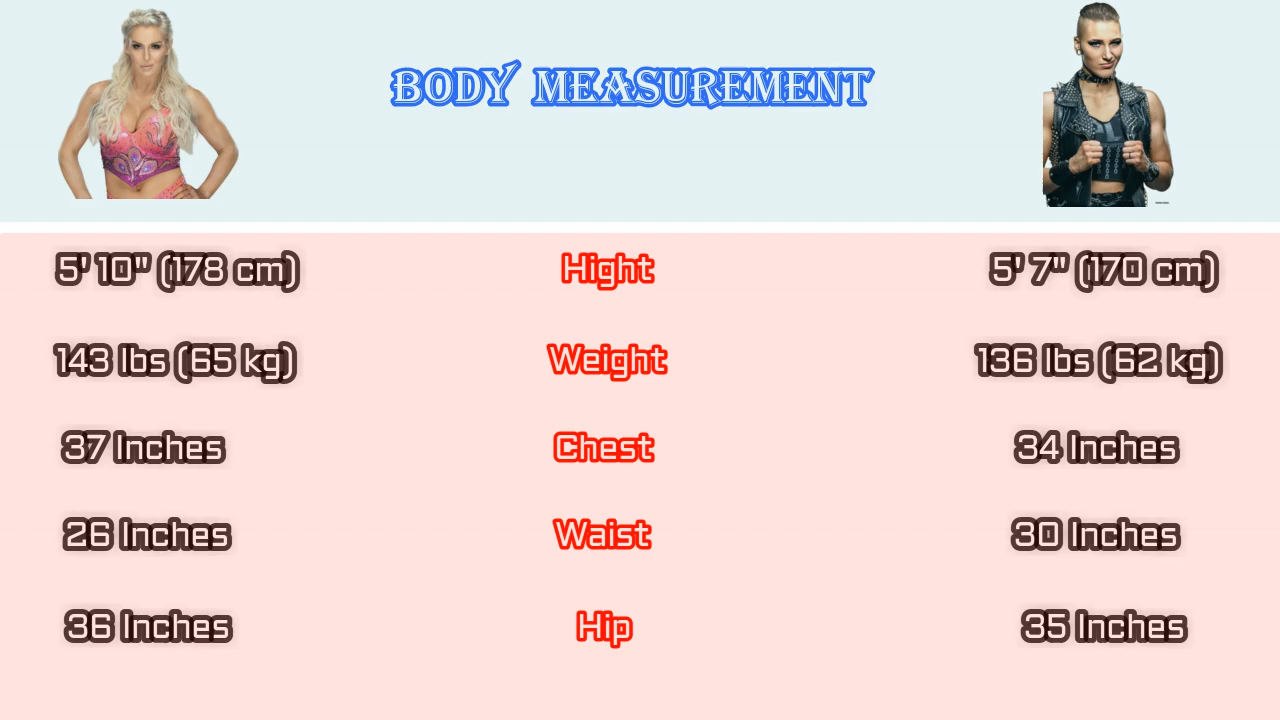 BODY MEASUREMENT
5' 10" (178 cm) Hight 5' 7" (170 cm)
143 lbs (65 kg) Weight 136 lbs (62 kg)
37 Inches Chest 34 Inches
26 Inches Waist 30 Inches
36 Inches Hip 35 Inches